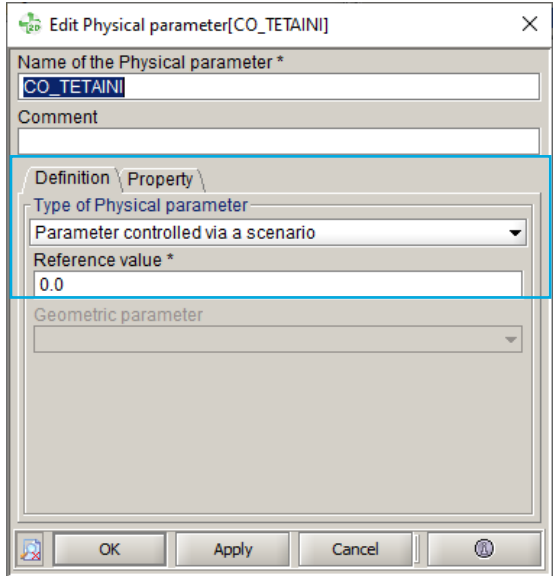 Edit Physical parameter[CO_TETAINI]
Name of the Physical parameter *
CO_TETAINI
Comment
Definition Property
Type of Physical parameter
Parameter controlled via a scenario
Reference value *
0.0
Geometric parameter
OK Apply Cancel